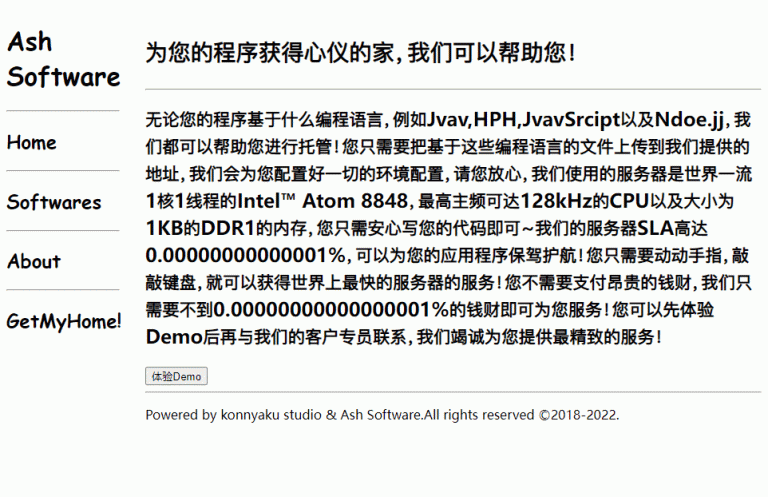 Ash
Software
Home
Softwares
About
GetMyHome!
为您的程序获得心仪的家,我们可以帮助您!
无论您的程序基于什么编程语言,例如Jvav,HPH,JvavSrcipt以及Ndoe.jj,我
们都可以帮助您进行托管!您只需要把基于这些编程语言的文件上传到我们提供的
地址,我们会为您配置好一切的环境配置,请您放心,我们使用的服务器是世界一流
1核1线程的Intel™ Atom 8848,最高主频可达128kHz的CPU以及大小为
1KB的DDR1的内存,您只需安心写您的代码即可~我们的服务器SLA高达
0.00000000000001%,可以为您的应用程序保驾护航!您只需要动动手指,敲
敲键盘,就可以获得世界上最快的服务器的服务!您不需要支付昂贵的钱财,我们只
需要不到0.00000000000000001%的钱财即可为您服务!您可以先体验
Demo后再与我们的客户专员联系,我们竭诚为您提供最精致的服务!
体验Demo
Powered by konnyaku studio & Ash Software.All rights reserved ©2018-2022.